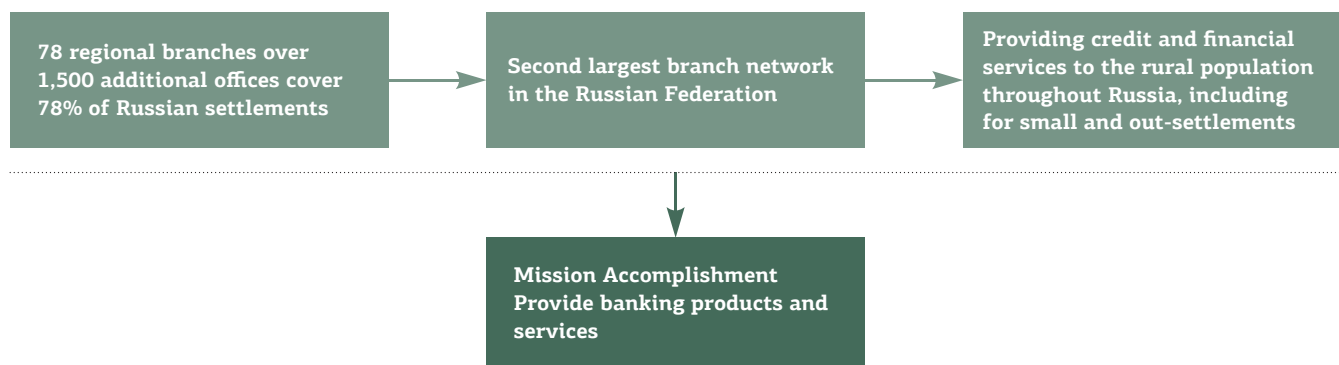 78 regional branches over
1,500 additional offices cover
78% of Russian settlements
Second largest branch network
in the Russian Federation
Providing credit and financial
services to the rural population
throughout Russia, including
for small and out-settlements
Mission Accomplishment
Provide banking products and
services